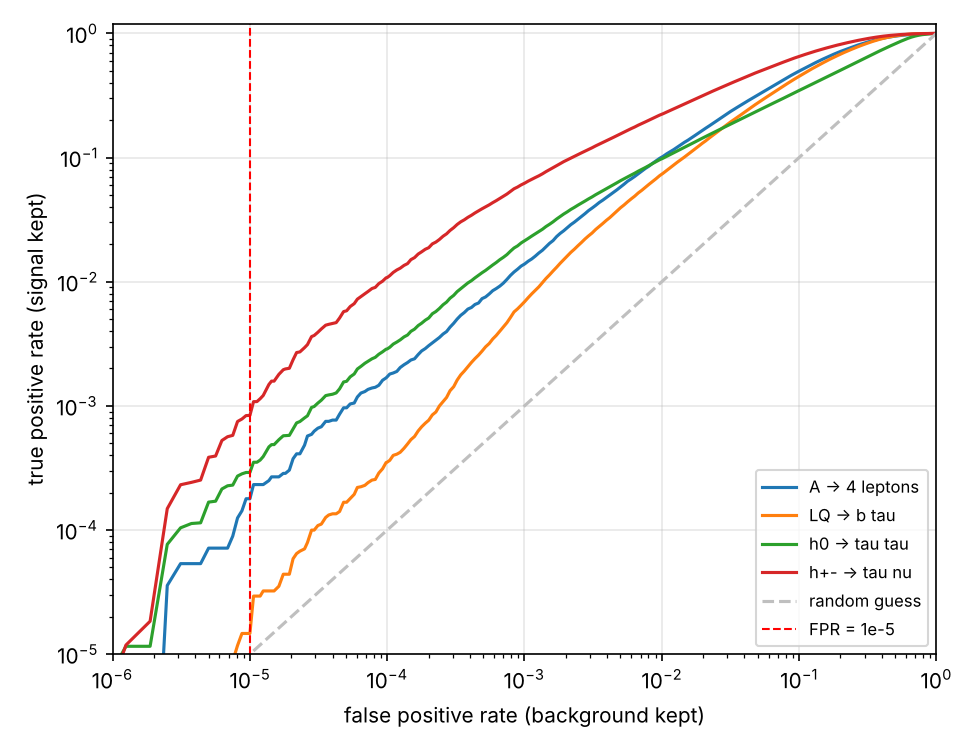 true positive rate (signal kept)
10⁰
10⁻¹
10⁻²
10⁻³
10⁻⁴
10⁻⁵
A → 4 leptons
LQ → b tau
h0 → tau tau
h+- → tau nu
random guess
FPR = 1e-5
10⁻⁶ 10⁻⁵ 10⁻⁴ 10⁻³ 10⁻² 10⁻¹ 10⁰
false positive rate (background kept)